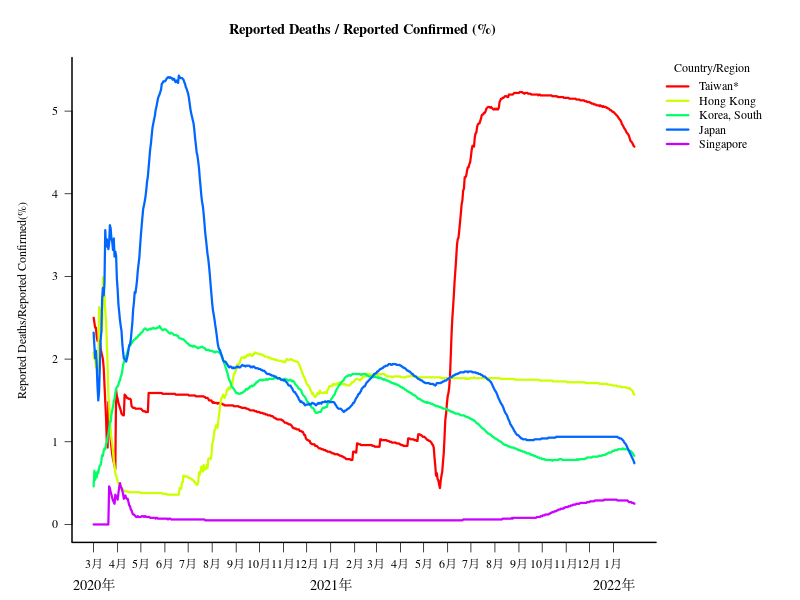 Reported Deaths / Reported Confirmed (%)
Country/Region
Taiwan*
Hong Kong
Korea, South
Japan
Singapore
Reported Deaths/Reported Confirmed(%)
5
4
3
2
1
0
3月 4月 5月 6月 7月 8月 9月 10月 11月 12月 1月 2月 3月 4月 5月 6月 7月 8月 9月 10月 11月 12月 1月
2020年 2021年 2022年